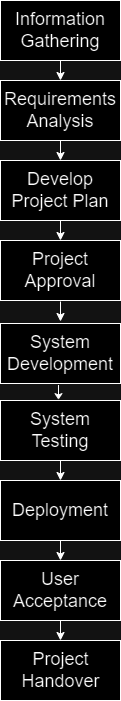 Information
Gathering
Requirements
Analysis
Develop
Project Plan
Project
Approval
System
Development
System
Testing
Deployment
User
Acceptance
Project
Handover